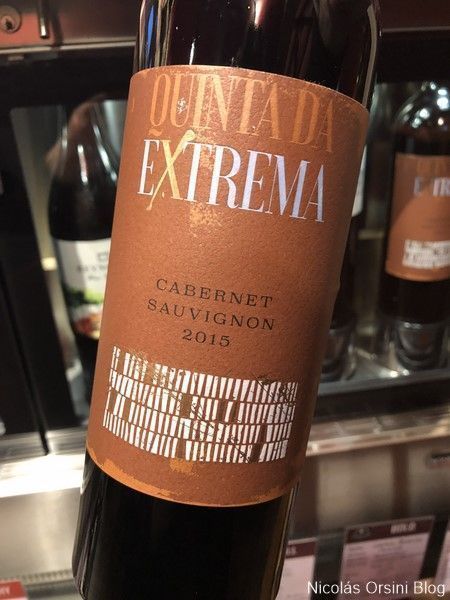 QUINTA DA
EXTREMA
CABERNET
SAUVIGNON
2015
Nicolás Orsini Blog